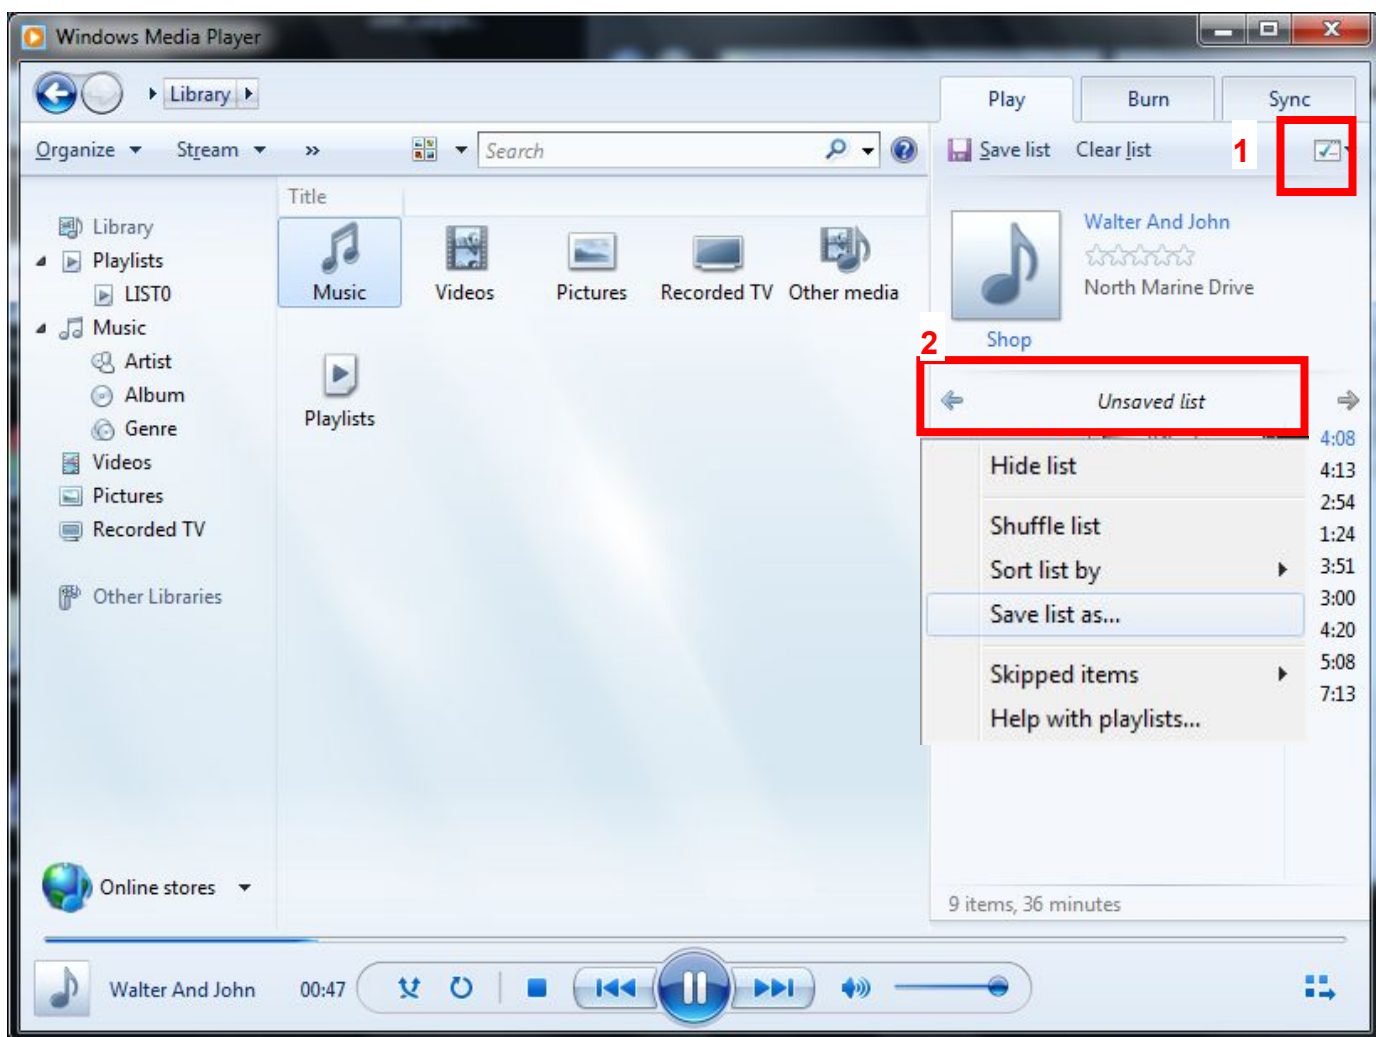 Windows Media Player
Library
Play
Burn
Sync
Organize
Stream
»
Search
Save list
Clear list
1
Title
Library
Playlists
LIST0
Music
Artist
Album
Genre
Videos
Pictures
Recorded TV
Other Libraries
Music
Videos
Pictures
Recorded TV
Other media
Playlists
Walter And John
North Marine Drive
Shop
2
Unsaved list
4:08
4:13
2:54
1:24
3:51
3:00
4:20
5:08
7:13
Hide list
Shuffle list
Sort list by
Save list as...
Skipped items
Help with playlists...
Online stores
9 items, 36 minutes
Walter And John
00:47